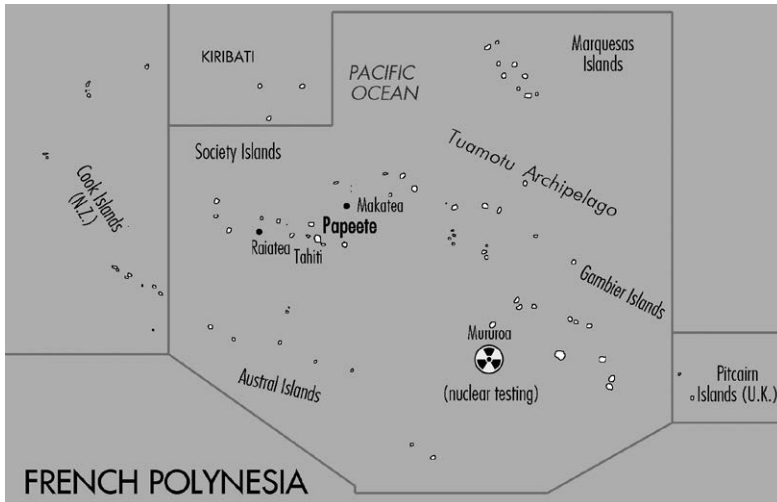 KIRIBATI
PACIFIC
OCEAN
Marquesas
Islands
Society Islands
Tuamotu Archipelago
Cook Islands
(N.Z.)
Makatea
Papeete
Raiatea
Tahiti
Gambier Islands
Mururoa
(nuclear testing)
Austral Islands
Pitcairn
Islands (U.K.)
FRENCH POLYNESIA